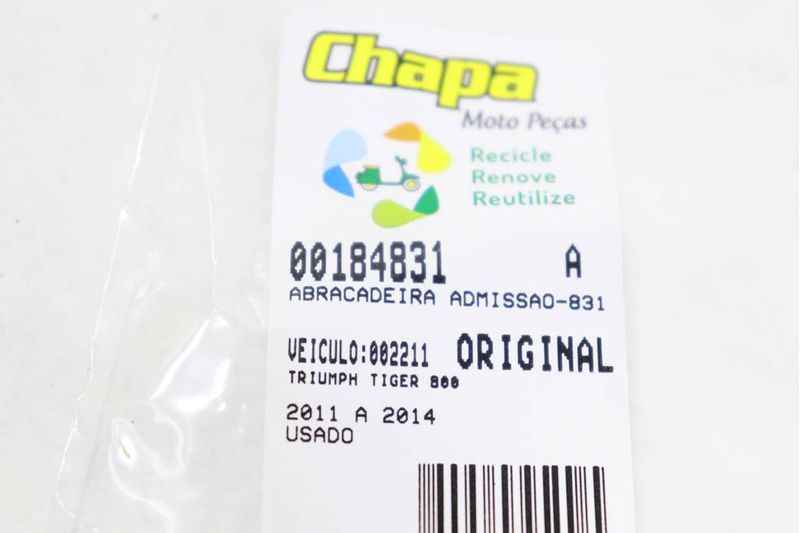 Chapa
Moto Peças
Recicle
Renove
Reutilize
00184831 A
ABRACADEIRA ADMISSAO-831
VEICULO:002211 ORIGINAL
TRIUMPH TIGER 800
2011 A 2014
USADO